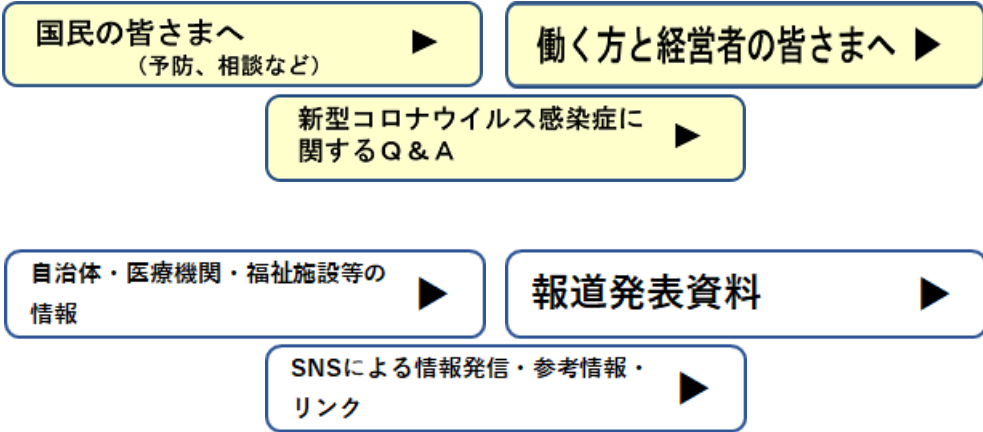 国民の皆さまへ
(予防、相談など)
▶
働く方と経営者の皆さまへ ▶
新型コロナウイルス感染症に
関するQ&A
▶
自治体・医療機関・福祉施設等の
情報
▶
報道発表資料 ▶
SNSによる情報発信・参考情報・
リンク
▶